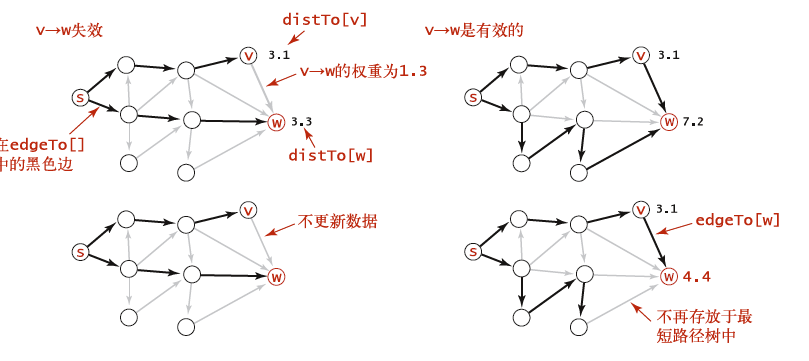 v→w失效
distTo[v]
v
3.1
v→w的权重为1.3
s
w
3.3
在edgeTo[]
中的黑色边
distTo[w]
v→w是有效的
v
3.1
s
w
7.2
v
不更新数据
s
w
v
3.1
edgeTo[w]
s
w
4.4
不再存放于最
短路径树中